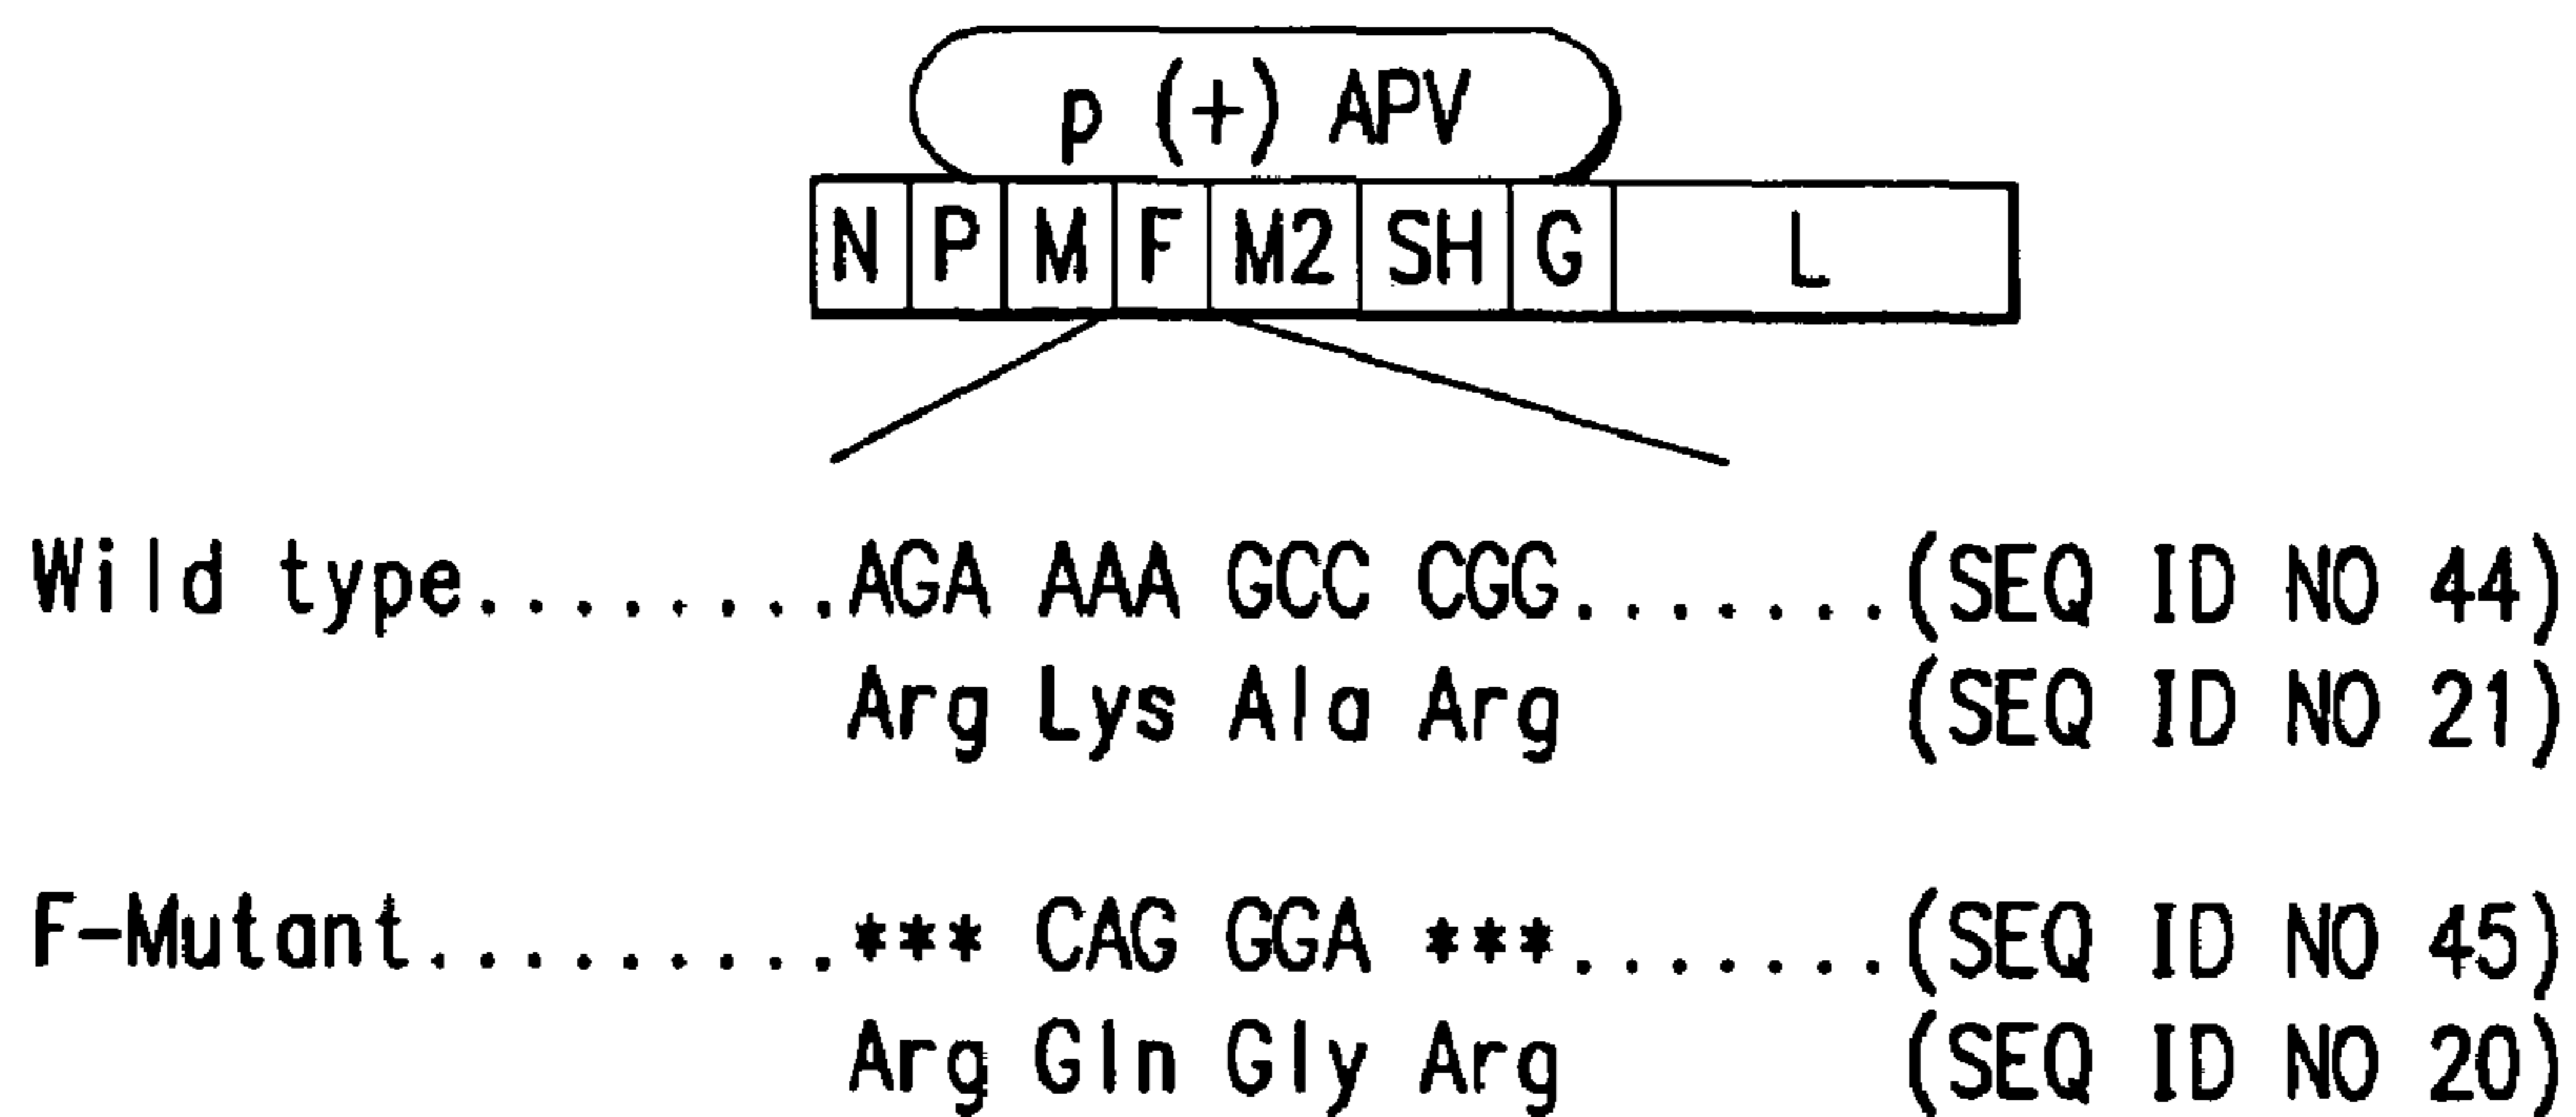 p (+) APV
N P M F M2 SH G L
Wild type........AGA AAA GCC CGG.......(SEQ ID NO 44)
Arg Lys Ala Arg (SEQ ID NO 21)
F-Mutant.........*** CAG GGA ***.......(SEQ ID NO 45)
Arg Gln Gly Arg (SEQ ID NO 20)